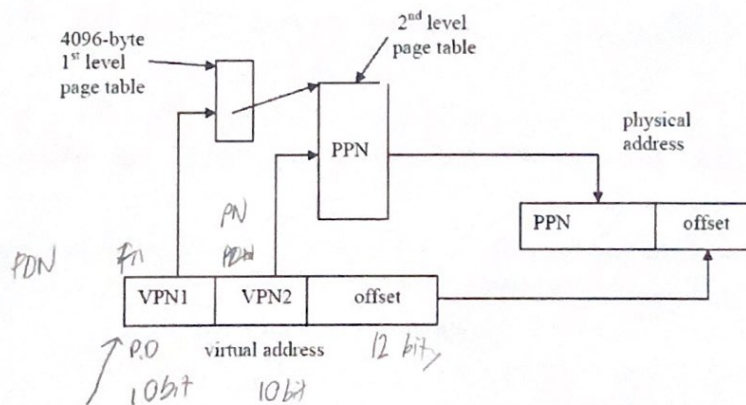 4096-byte
1st level
page table
2nd level
page table
PPN
physical
address
PN
PPN offset
PDN
VPN1 VPN2 offset
P.D virtual address 12 bit
10bit 10bit